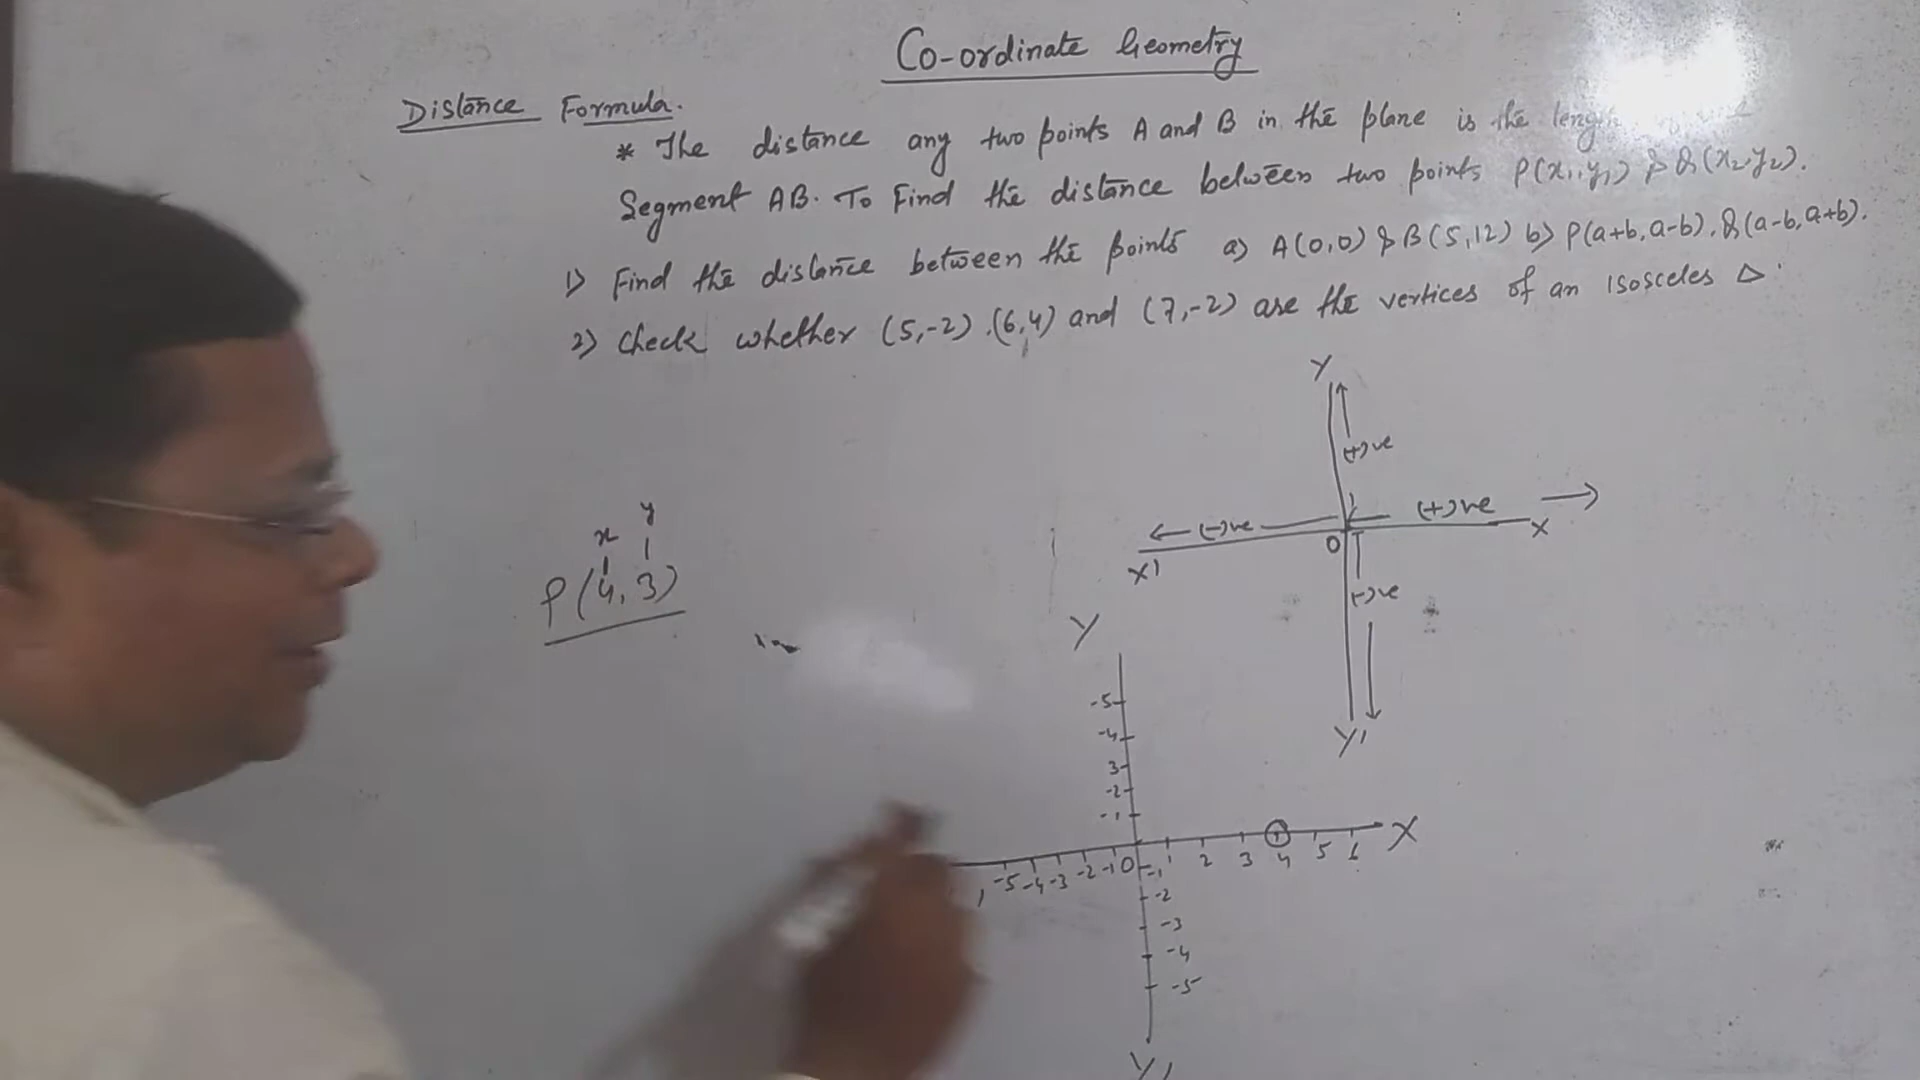 Co-ordinate Geometry
Distance Formula.
* The distance any two points A and B in the plane is the
Segment AB. To Find the distance between two points P(x₁,y₁) & Q(x₂,y₂).
1) Find the distance between the points a) A(0,0) & B(5,12) b) P(a+b,a-b), Q(a-b,a+b).
2) Check whether (5,-2), (6,4) and (7,-2) are the vertices of an isosceles Δ.
Y
(+)ve
(-)ve (+)ve
X' O X
(-)ve
Y'
x y
P(4,3)
Y
-5
-4
3
-2
-1
X
-5 -4 -3 -2 -1 0 1 2 3 4 5 6
-1
-2
-3
-4
-5
Y'